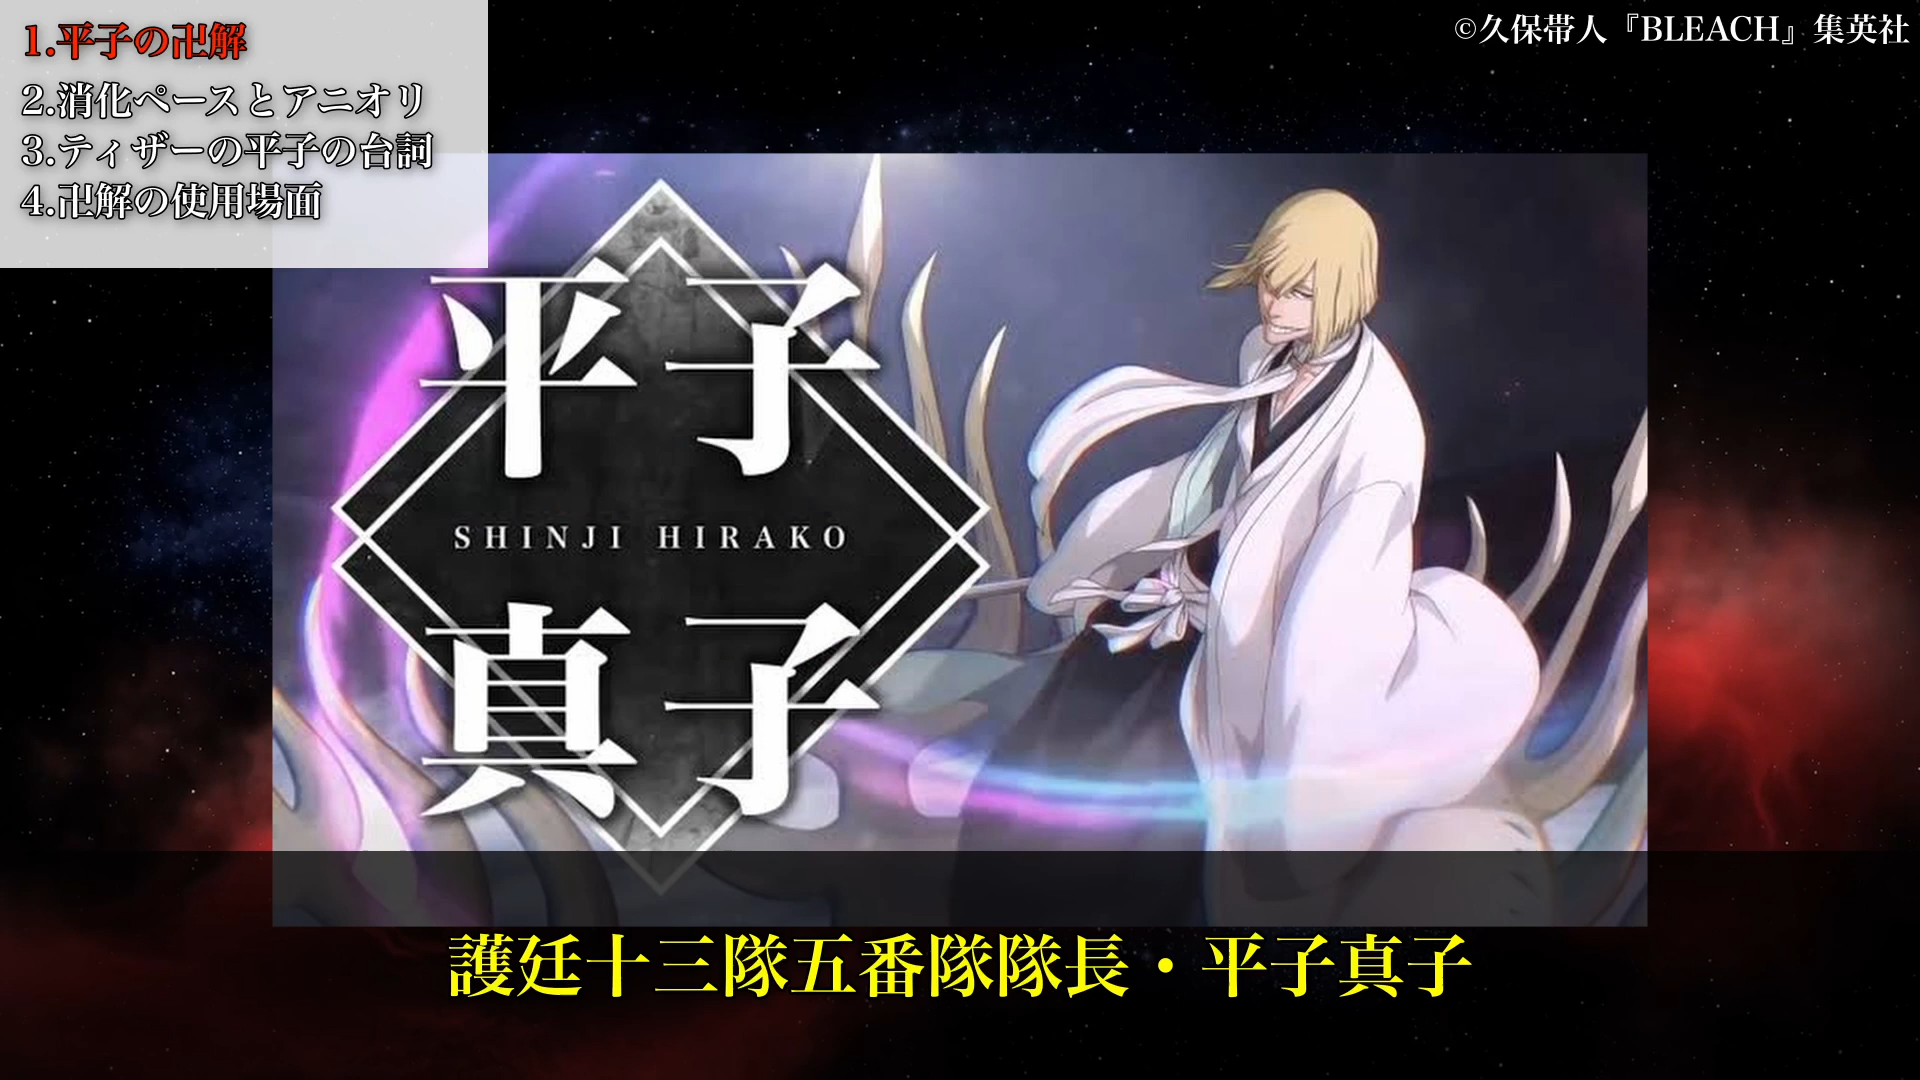 1.平子の卍解
2.消化ペースとアニオリ
3.ティザーの平子の台詞
4.卍解の使用場面
©久保帯人『BLEACH』集英社
平子
SHINJI HIRAKO
真子
護廷十三隊五番隊隊長・平子真子